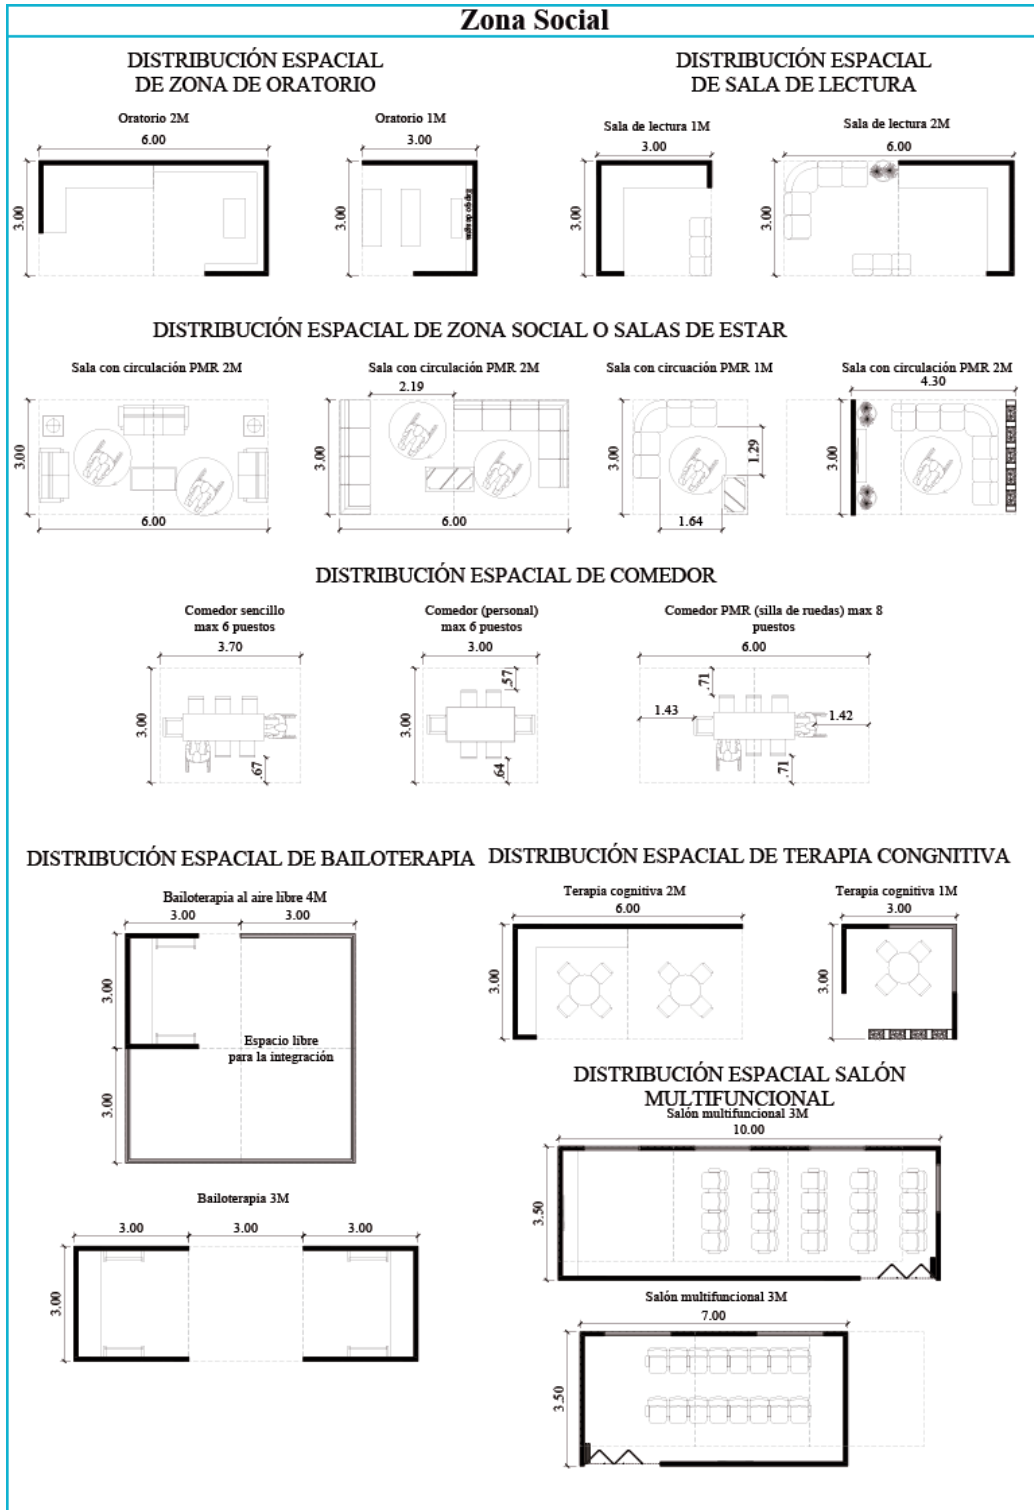 Zona Social
DISTRIBUCIÓN ESPACIAL
DE ZONA DE ORATORIO
Oratorio 2M
6.00
3.00
Oratorio 1M
3.00
3.00
DISTRIBUCIÓN ESPACIAL
DE SALA DE LECTURA
Sala de lectura 1M
3.00
3.00
Sala de lectura 2M
6.00
3.00
DISTRIBUCIÓN ESPACIAL DE ZONA SOCIAL O SALAS DE ESTAR
Sala con circulación PMR 2M
3.00
6.00
Sala con circulación PMR 2M
2.19
3.00
6.00
Sala con circuación PMR 1M
3.00
1.29
1.64
Sala con circulación PMR 2M
4.30
3.00
DISTRIBUCIÓN ESPACIAL DE COMEDOR
Comedor sencillo
max 6 puestos
3.70
3.00
.67
Comedor (personal)
max 6 puestos
3.00
.57
3.00
.64
Comedor PMR (silla de ruedas) max 8
puestos
6.00
.71
1.43
1.42
3.00
.71
DISTRIBUCIÓN ESPACIAL DE BAILOTERAPIA
Bailoterapia al aire libre 4M
3.00
3.00
3.00
Espacio libre
para la integración
3.00
Bailoterapia 3M
3.00
3.00
3.00
3.00
DISTRIBUCIÓN ESPACIAL DE TERAPIA CONGNITIVA
Terapia cognitiva 2M
6.00
3.00
Terapia cognitiva 1M
3.00
3.00
DISTRIBUCIÓN ESPACIAL SALÓN
MULTIFUNCIONAL
Salón multifuncional 3M
10.00
3.50
Salón multifuncional 3M
7.00
3.50